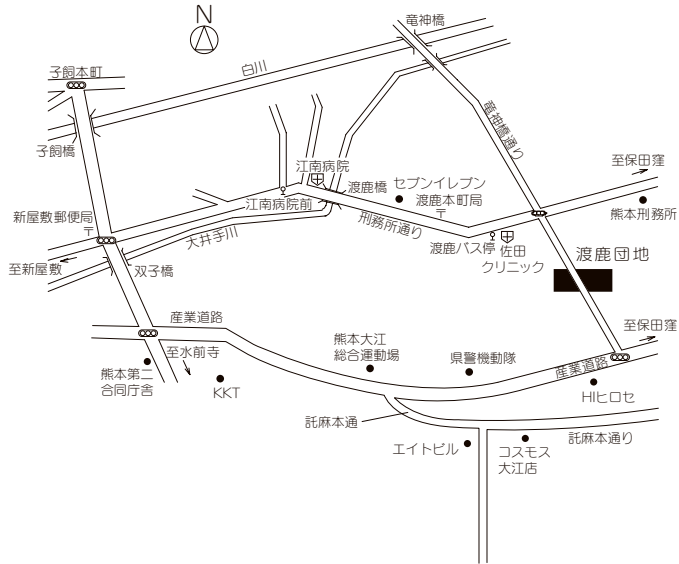 N
竜神橋
子飼本町
白川
竜神橋通り
子飼橋
至保田窪
江南病院
渡鹿橋
セブンイレブン
渡鹿本町局
江南病院前
熊本刑務所
新屋敷郵便局
刑務所通り
大井手川
渡鹿バス停
佐田
クリニック
渡鹿団地
至新屋敷
双子橋
産業道路
至保田窪
熊本大江
総合運動場
県警機動隊
産業道路
至水前寺
熊本第二
合同庁舎
KKT
HIヒロセ
託麻本通
託麻本通り
エイトビル
コスモス
大江店